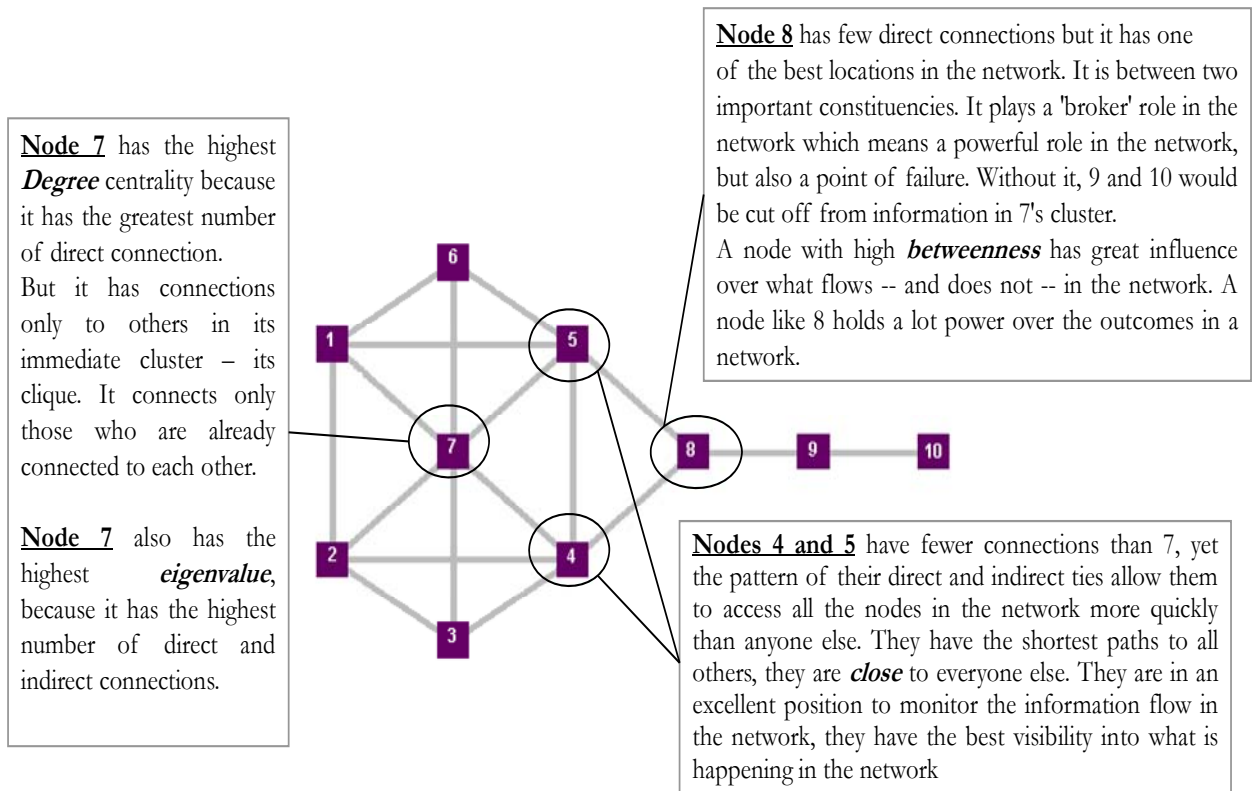 Node 7 has the highest
Degree centrality because
it has the greatest number
of direct connection.
But it has connections
only to others in its
immediate cluster – its
clique. It connects only
those who are already
connected to each other.
Node 7 also has the
highest eigenvalue,
because it has the highest
number of direct and
indirect connections.
Node 8 has few direct connections but it has one
of the best locations in the network. It is between two
important constituencies. It plays a 'broker' role in the
network which means a powerful role in the network,
but also a point of failure. Without it, 9 and 10 would
be cut off from information in 7's cluster.
A node with high betweenness has great influence
over what flows -- and does not -- in the network. A
node like 8 holds a lot power over the outcomes in a
network.
6
1
5
7
8
9
10
2
4
3
Nodes 4 and 5 have fewer connections than 7, yet
the pattern of their direct and indirect ties allow them
to access all the nodes in the network more quickly
than anyone else. They have the shortest paths to all
others, they are close to everyone else. They are in an
excellent position to monitor the information flow in
the network, they have the best visibility into what is
happening in the network